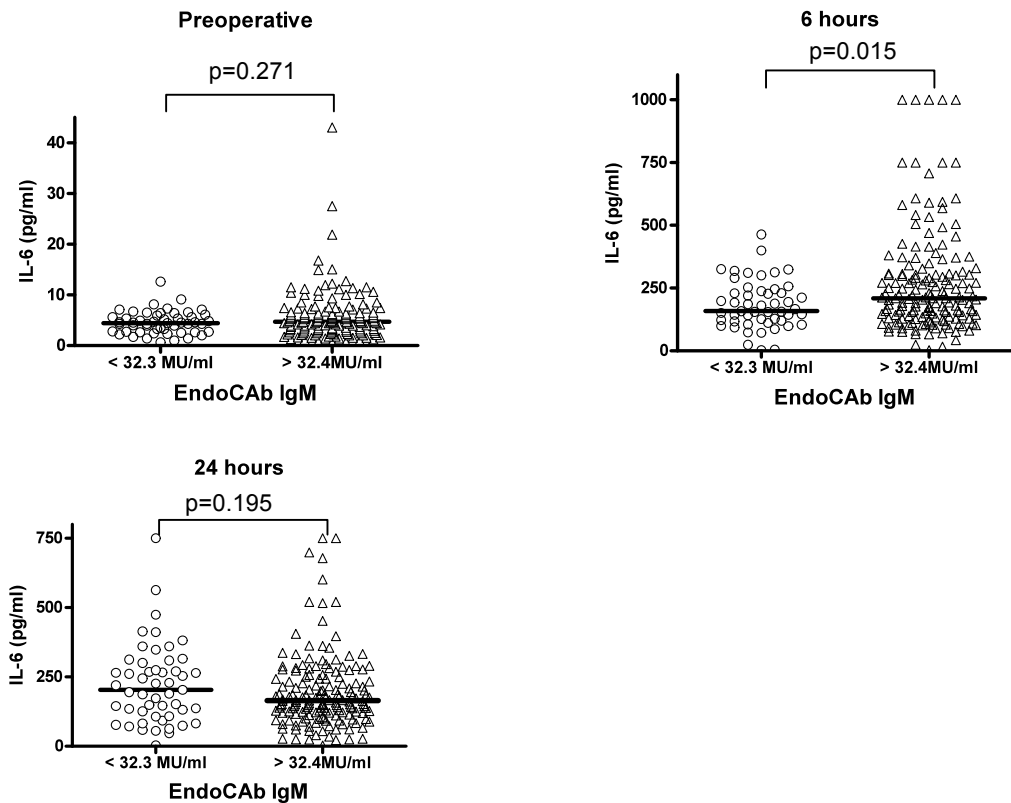 Preoperative
p=0.271
40
30
20
10
0
IL-6 (pg/ml)
< 32.3 MU/ml
> 32.4MU/ml
EndoCAb IgM
6 hours
p=0.015
1000
750
500
250
0
IL-6 (pg/ml)
< 32.3 MU/ml
> 32.4MU/ml
EndoCAb IgM
24 hours
p=0.195
750
500
250
0
IL-6 (pg/ml)
< 32.3 MU/ml
> 32.4MU/ml
EndoCAb IgM